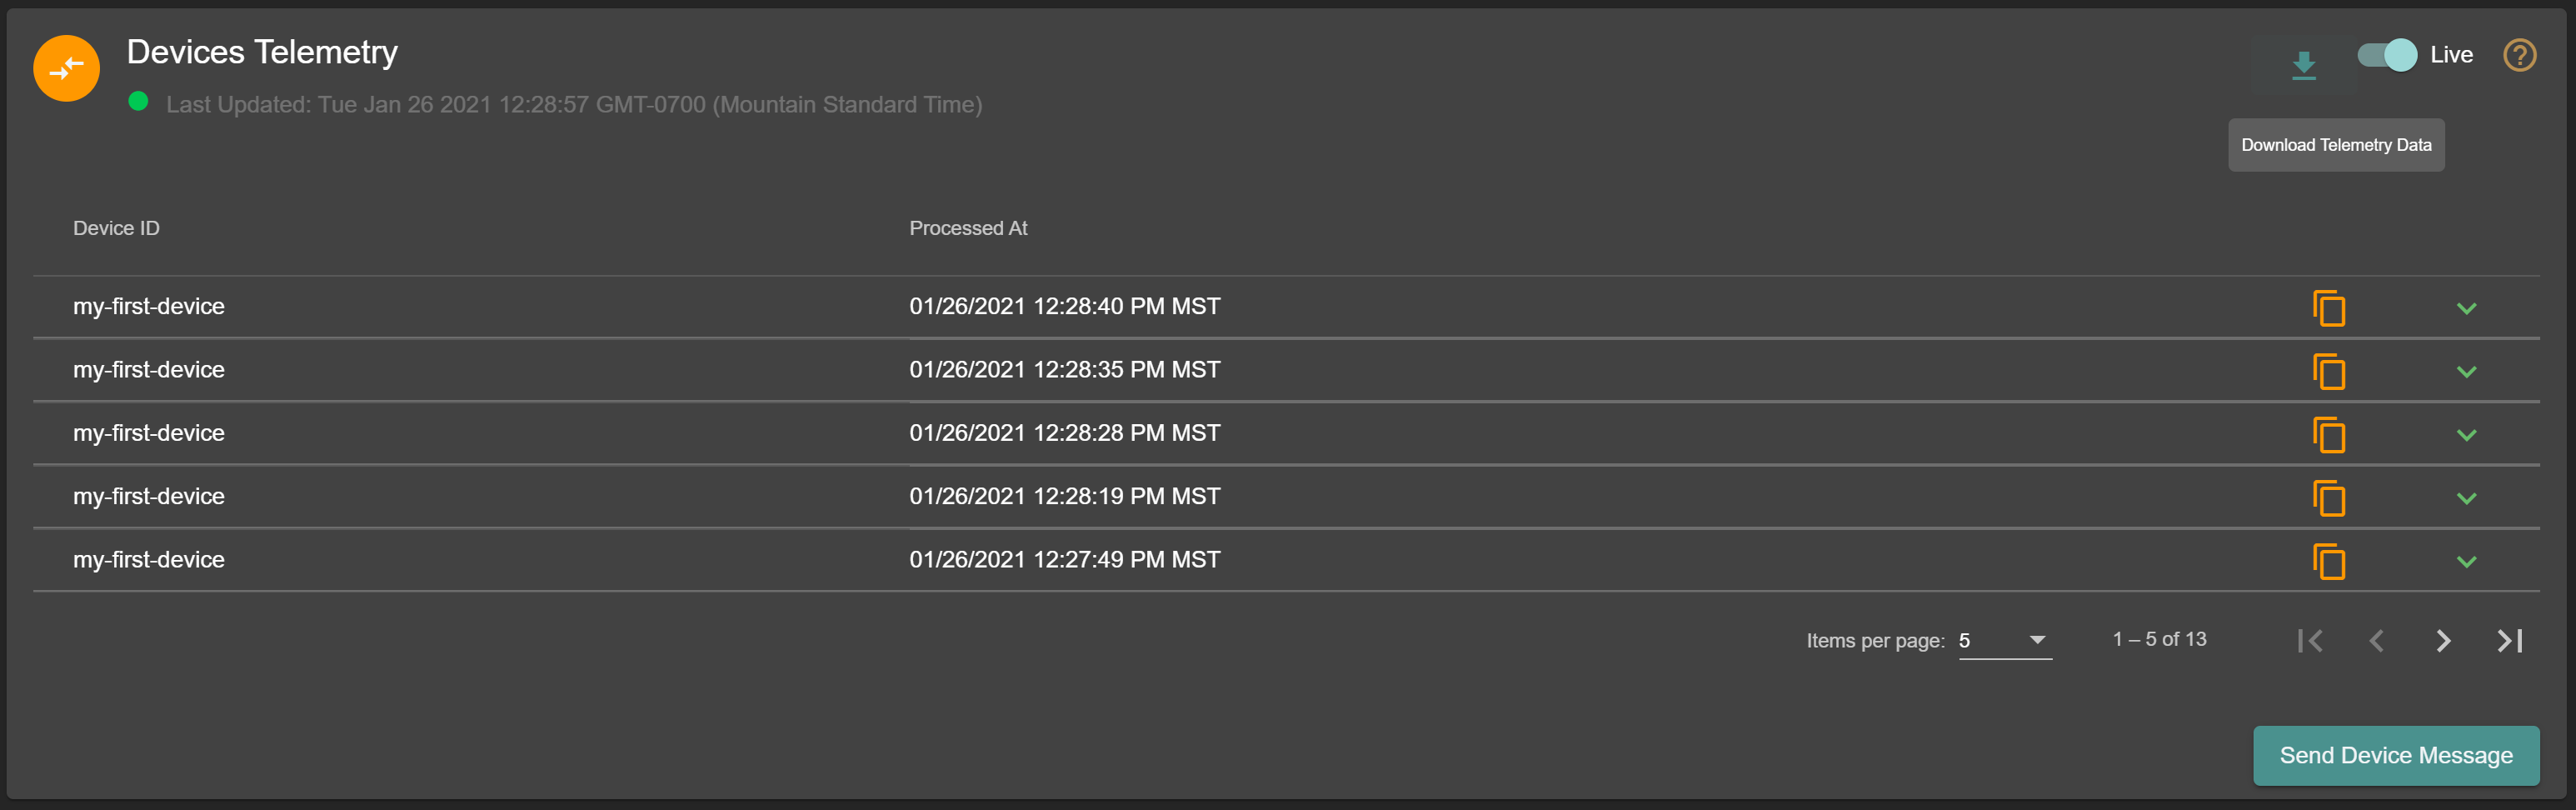 Devices Telemetry
Live
Last Updated: Tue Jan 26 2021 12:28:57 GMT-0700 (Mountain Standard Time)
Download Telemetry Data
Device ID Processed At
my-first-device 01/26/2021 12:28:40 PM MST
my-first-device 01/26/2021 12:28:35 PM MST
my-first-device 01/26/2021 12:28:28 PM MST
my-first-device 01/26/2021 12:28:19 PM MST
my-first-device 01/26/2021 12:27:49 PM MST
Items per page: 5 1 – 5 of 13
Send Device Message